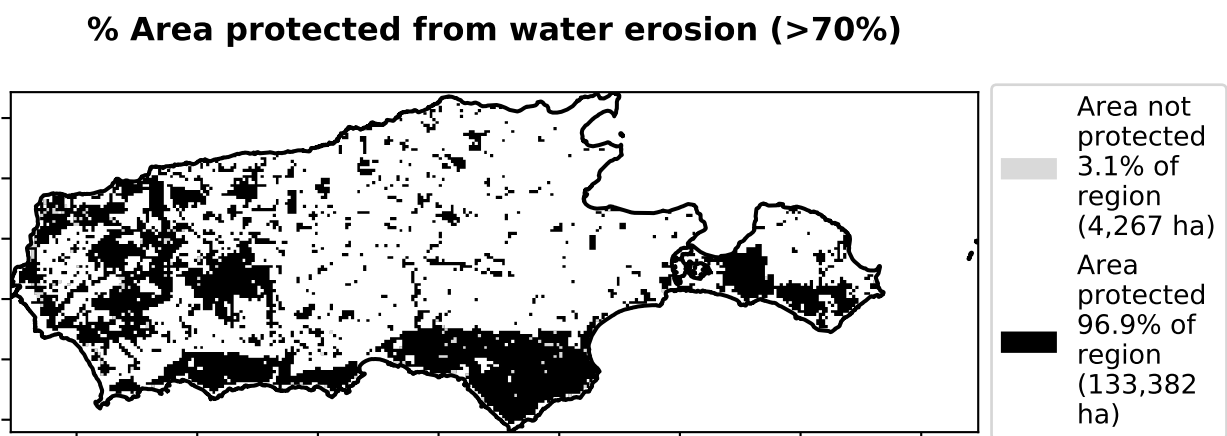 % Area protected from water erosion (>70%)
Area not
protected
3.1% of
region
(4,267 ha)
Area
protected
96.9% of
region
(133,382
ha)